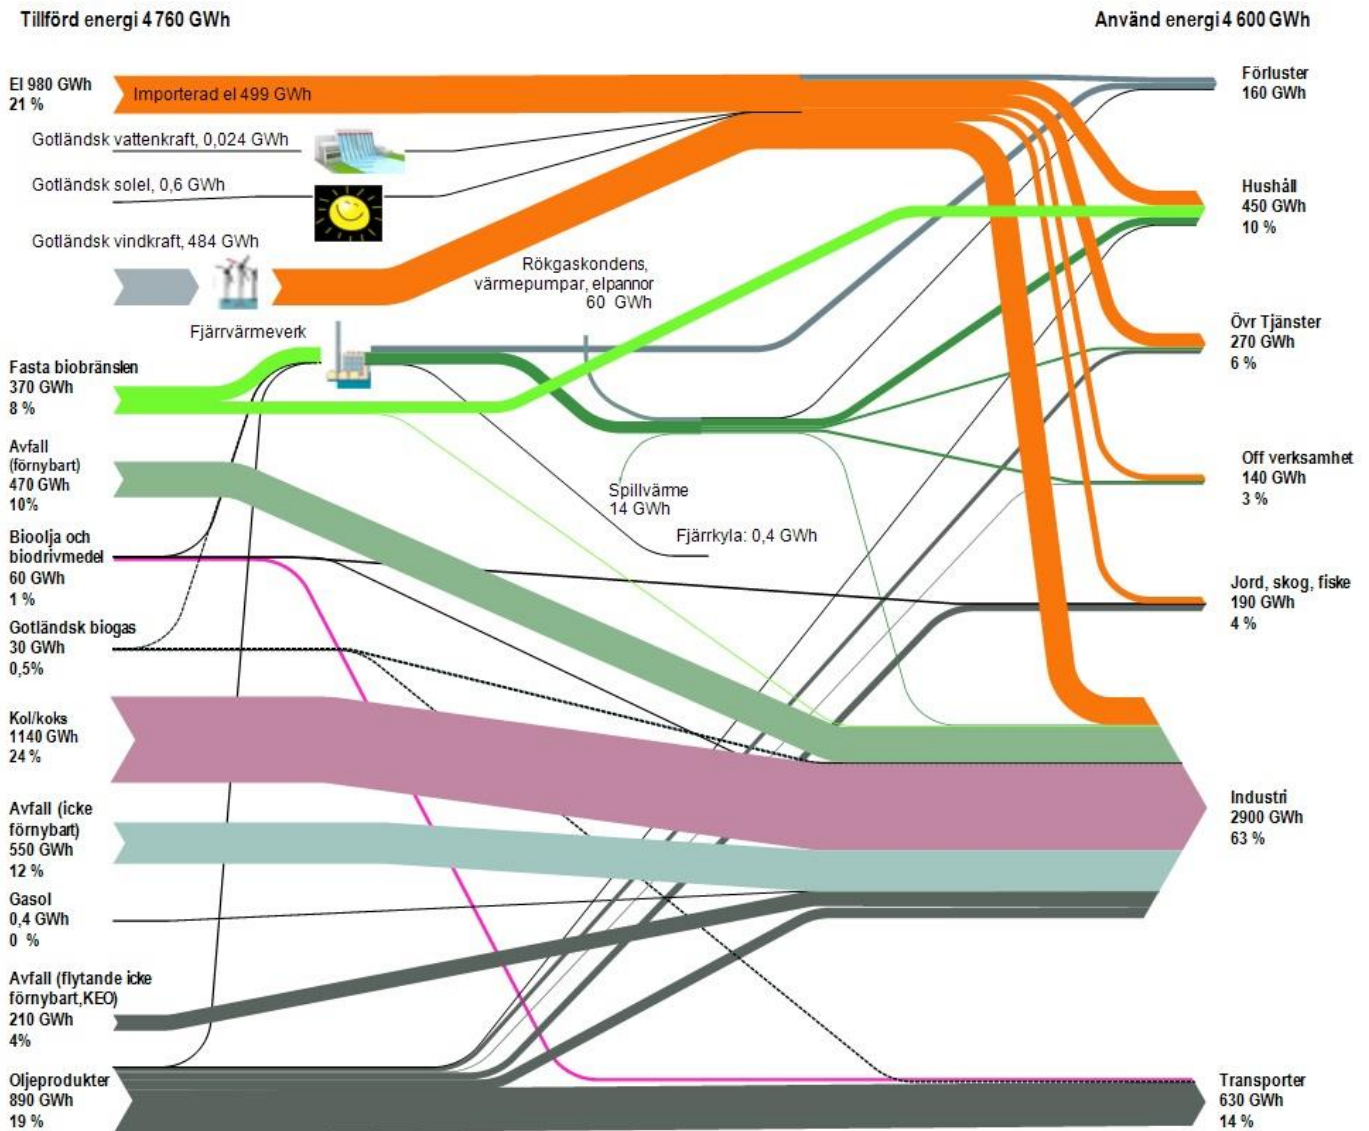 Tillförd energi 4 760 GWh
Använd energi 4 600 GWh
El 980 GWh
21 %
Importerad el 499 GWh
Gotländsk vattenkraft, 0,024 GWh
Gotländsk solel, 0,6 GWh
Gotländsk vindkraft, 484 GWh
Rökgaskondens,
värmepumpar, elpannor
60 GWh
Fjärrvärmeverk
Fasta biobränslen
370 GWh
8 %
Avfall
(förnybart)
470 GWh
10%
Spillvärme
14 GWh
Fjärrkyla: 0,4 GWh
Bioolja och
biodrivmedel
60 GWh
1 %
Gotländsk biogas
30 GWh
0,5%
Kol/koks
1140 GWh
24 %
Avfall (icke
förnybart)
550 GWh
12 %
Gasol
0,4 GWh
0 %
Avfall (flytande icke
förnybart,KEO)
210 GWh
4%
Oljeprodukter
890 GWh
19 %
Förluster
160 GWh
Hushåll
450 GWh
10 %
Övr Tjänster
270 GWh
6 %
Off verksamhet
140 GWh
3 %
Jord, skog, fiske
190 GWh
4 %
Industri
2900 GWh
63 %
Transporter
630 GWh
14 %